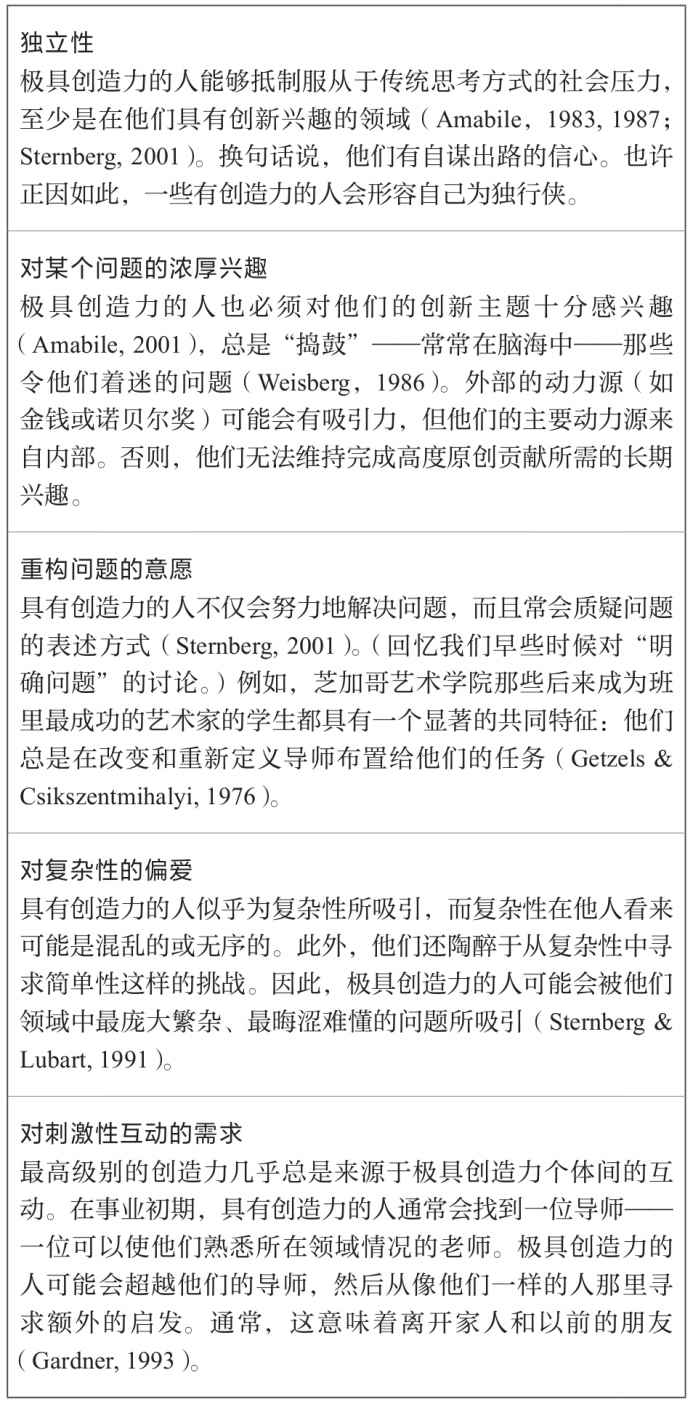 独立性
极具创造力的人能够抵制服从于传统思考方式的社会压力，
至少是在他们具有创新兴趣的领域（Amabile，1983, 1987；
Sternberg, 2001）。换句话说，他们有自谋出路的信心。也许
正因如此，一些有创造力的人会形容自己为独行侠。
对某个问题的浓厚兴趣
极具创造力的人也必须对他们的创新主题十分感兴趣
（Amabile, 2001），总是“捣鼓”——常常在脑海中——那些
令他们着迷的问题（Weisberg，1986）。外部的动力源（如
金钱或诺贝尔奖）可能会有吸引力，但他们的主要动力源来
自内部。否则，他们无法维持完成高度原创贡献所需的长期
兴趣。
重构问题的意愿
具有创造力的人不仅会努力地解决问题，而且常会质疑问题
的表述方式（Sternberg, 2001）。（回忆我们早些时候对“明
确问题”的讨论。）例如，芝加哥艺术学院那些后来成为班
里最成功的艺术家的学生都具有一个显著的共同特征：他们
总是在改变和重新定义导师布置给他们的任务（Getzels &
Csikszentmihalyi, 1976）。
对复杂性的偏爱
具有创造力的人似乎为复杂性所吸引，而复杂性在他人看来
可能是混乱的或无序的。此外，他们还陶醉于从复杂性中寻
求简单性这样的挑战。因此，极具创造力的人可能会被他们
领域中最庞大繁杂、最晦涩难懂的问题所吸引（Sternberg &
Lubart, 1991）。
对刺激性互动的需求
最高级别的创造力几乎总是来源于极具创造力个体间的互
动。在事业初期，具有创造力的人通常会找到一位导师——
一位可以使他们熟悉所在领域情况的老师。极具创造力的
人可能会超越他们的导师，然后从像他们一样的人那里寻
求额外的启发。通常，这意味着离开家人和以前的朋友
（Gardner, 1993）。